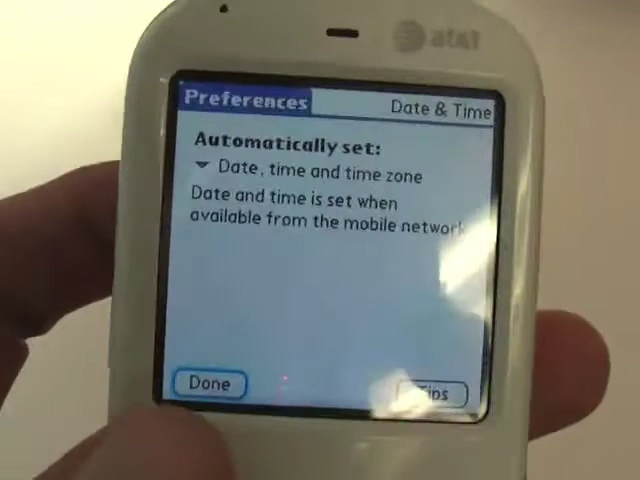 at&t
Preferences
Date & Time
Automatically set:
Date, time and time zone
Date and time is set when
available from the mobile network.
Done
Tips